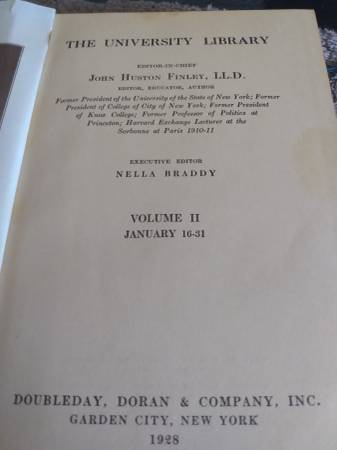 THE UNIVERSITY LIBRARY
EDITOR-IN-CHIEF
JOHN HUSTON FINLEY, LL.D.
EDITOR, EDUCATOR, AUTHOR
Former President of the University of the State of New York; Former
President of College of City of New York; Former President
of Knox College; Former Professor of Politics at
Princeton; Harvard Exchange Lecturer at the
Sorbonne at Paris 1910-11
EXECUTIVE EDITOR
NELLA BRADDY
VOLUME II
JANUARY 16-31
DOUBLEDAY, DORAN & COMPANY, INC.
GARDEN CITY, NEW YORK
1928